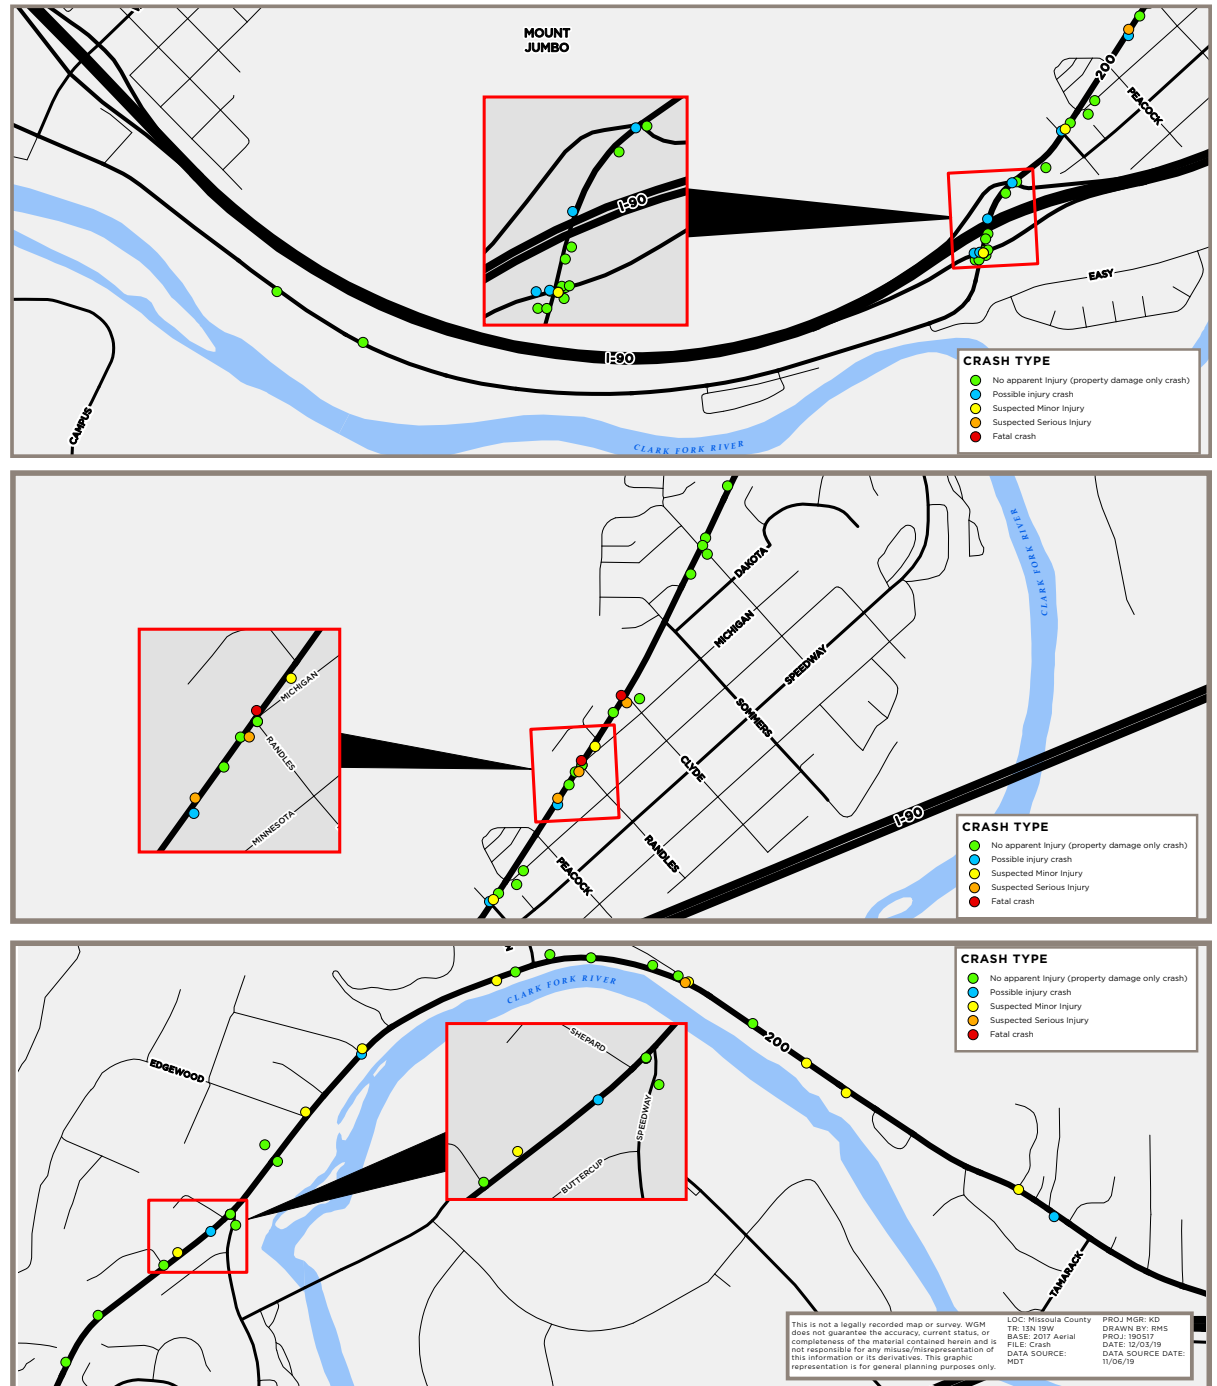 MOUNT
JUMBO
200
PEACOCK
I-90
EASY
I-90
CAMPUS
CLARK FORK RIVER
CRASH TYPE
No apparent Injury (property damage only crash)
Possible injury crash
Suspected Minor Injury
Suspected Serious Injury
Fatal crash
CLARK FORK RIVER
DAKOTA
MICHIGAN
SPEEDWAY
MICHIGAN
SOMMERS
RANDLES
CLYDE
MINNESOTA
I-90
RANDLES
PEACOCK
CRASH TYPE
No apparent Injury (property damage only crash)
Possible injury crash
Suspected Minor Injury
Suspected Serious Injury
Fatal crash
CLARK FORK RIVER
CRASH TYPE
No apparent Injury (property damage only crash)
Possible injury crash
Suspected Minor Injury
Suspected Serious Injury
Fatal crash
200
SHEPARD
EDGEWOOD
SPEEDWAY
BUTTERCUP
TAMARACK
This is not a legally recorded map or survey. WGM
does not guarantee the accuracy, current status, or
completeness of the material contained herein and is
not responsible for any misuse/misrepresentation of
this information or its derivatives. This graphic
representation is for general planning purposes only.
LOC: Missoula County
TR: 13N 19W
BASE: 2017 Aerial
FILE: Crash
DATA SOURCE:
MDT
PROJ MGR: KD
DRAWN BY: RMS
PROJ: 190517
DATE: 12/03/19
DATA SOURCE DATE:
11/06/19